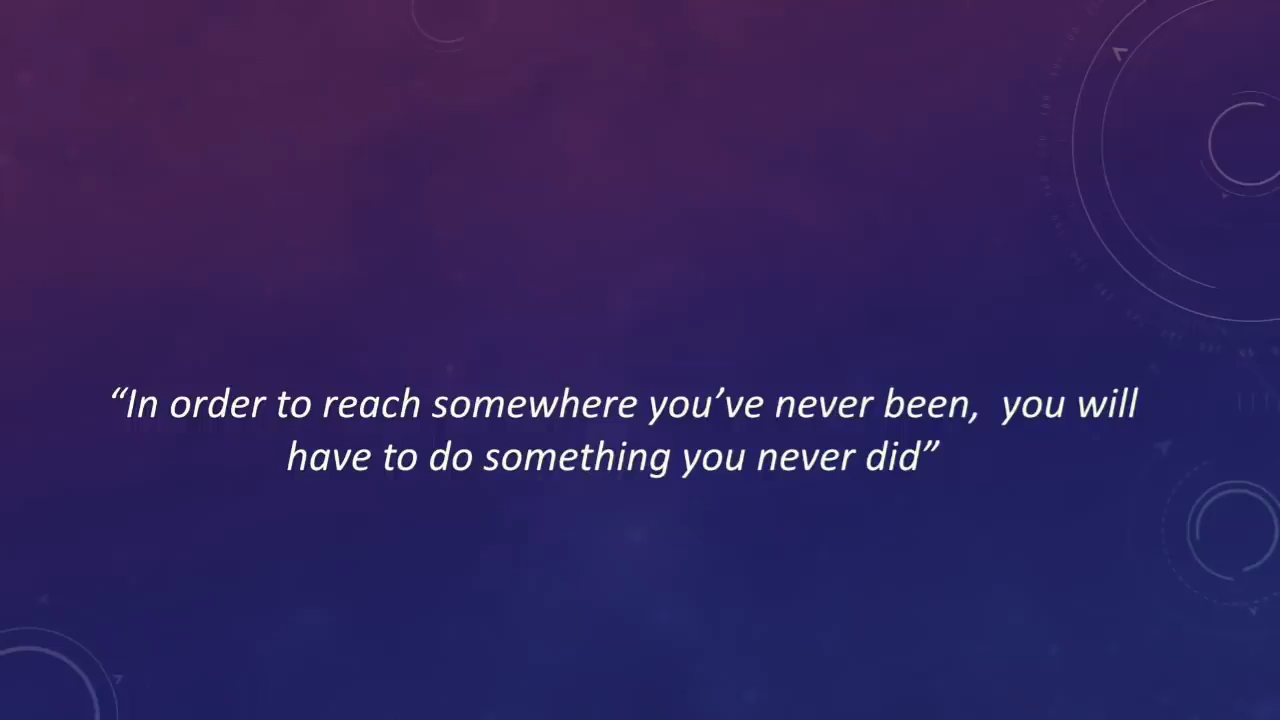 “In order to reach somewhere you’ve never been,  you will
have to do something you never did”